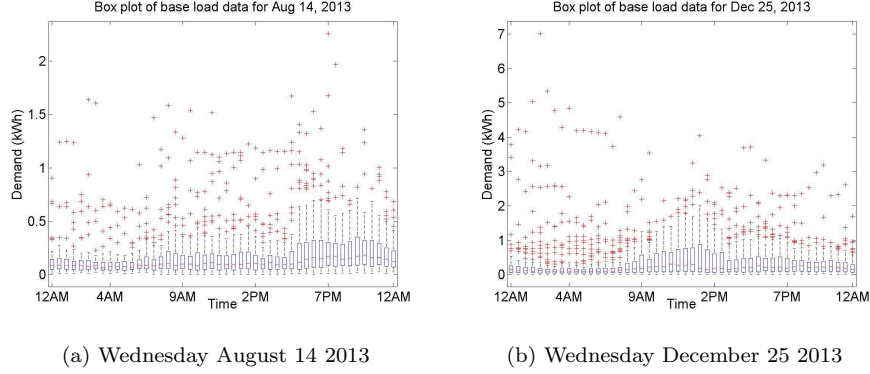 Box plot of base load data for Aug 14, 2013
Demand (kWh)
2
1.5
1
0.5
0
12AM 4AM 9AM 2PM 7PM 12AM
Time
(a) Wednesday August 14 2013
Box plot of base load data for Dec 25, 2013
Demand (kWh)
7
6
5
4
3
2
1
0
12AM 4AM 9AM 2PM 7PM 12AM
Time
(b) Wednesday December 25 2013